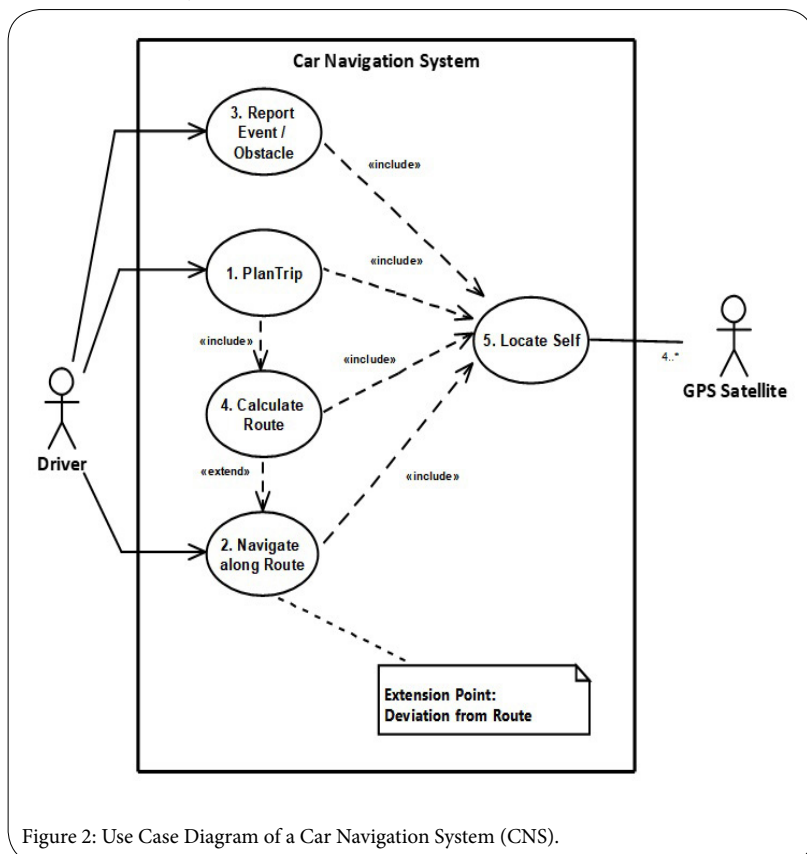 Car Navigation System
3. Report
Event /
Obstacle
«include»
1. PlanTrip
«include»
«include»
5. Locate Self
4..*
GPS Satellite
«include»
4. Calculate
Route
Driver
«extend»
«include»
2. Navigate
along Route
Extension Point:
Deviation from Route
Figure 2: Use Case Diagram of a Car Navigation System (CNS).